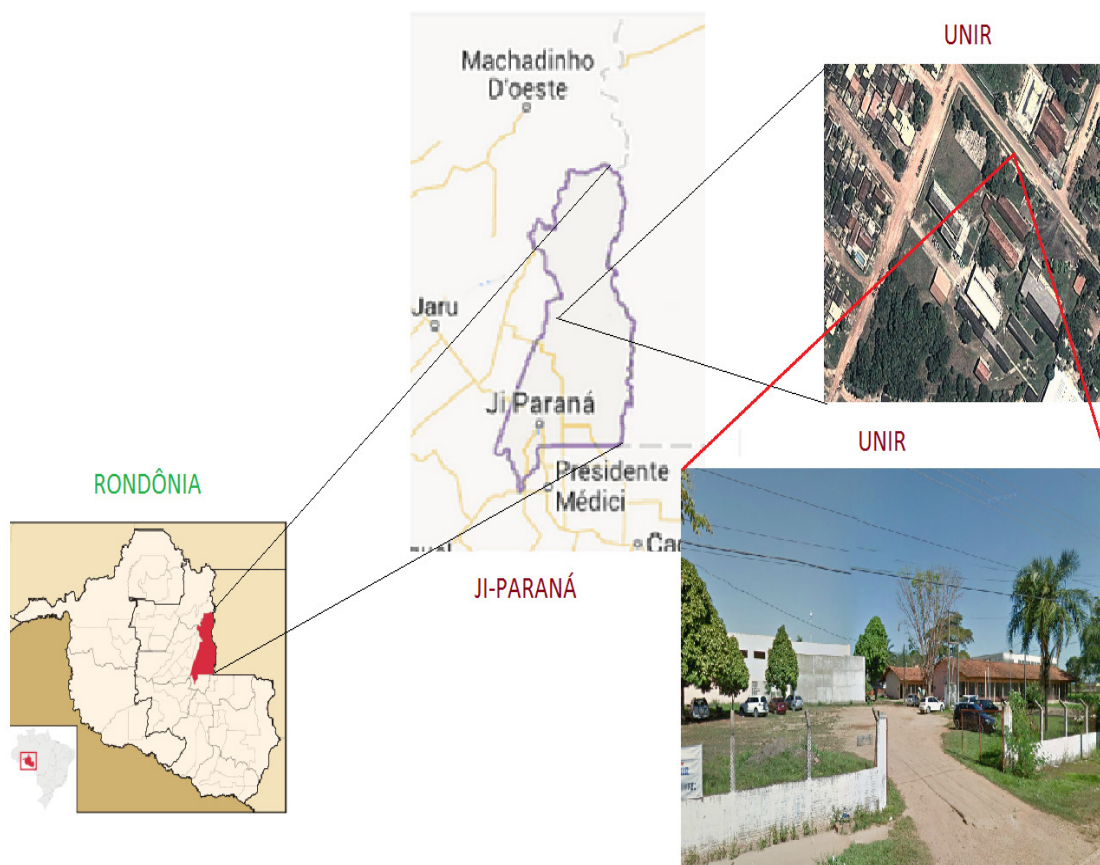 UNIR
Machadinho
D'oeste
Jaru
Ji Paraná
UNIR
Presidente
Médici
RONDÔNIA
JI-PARANÁ